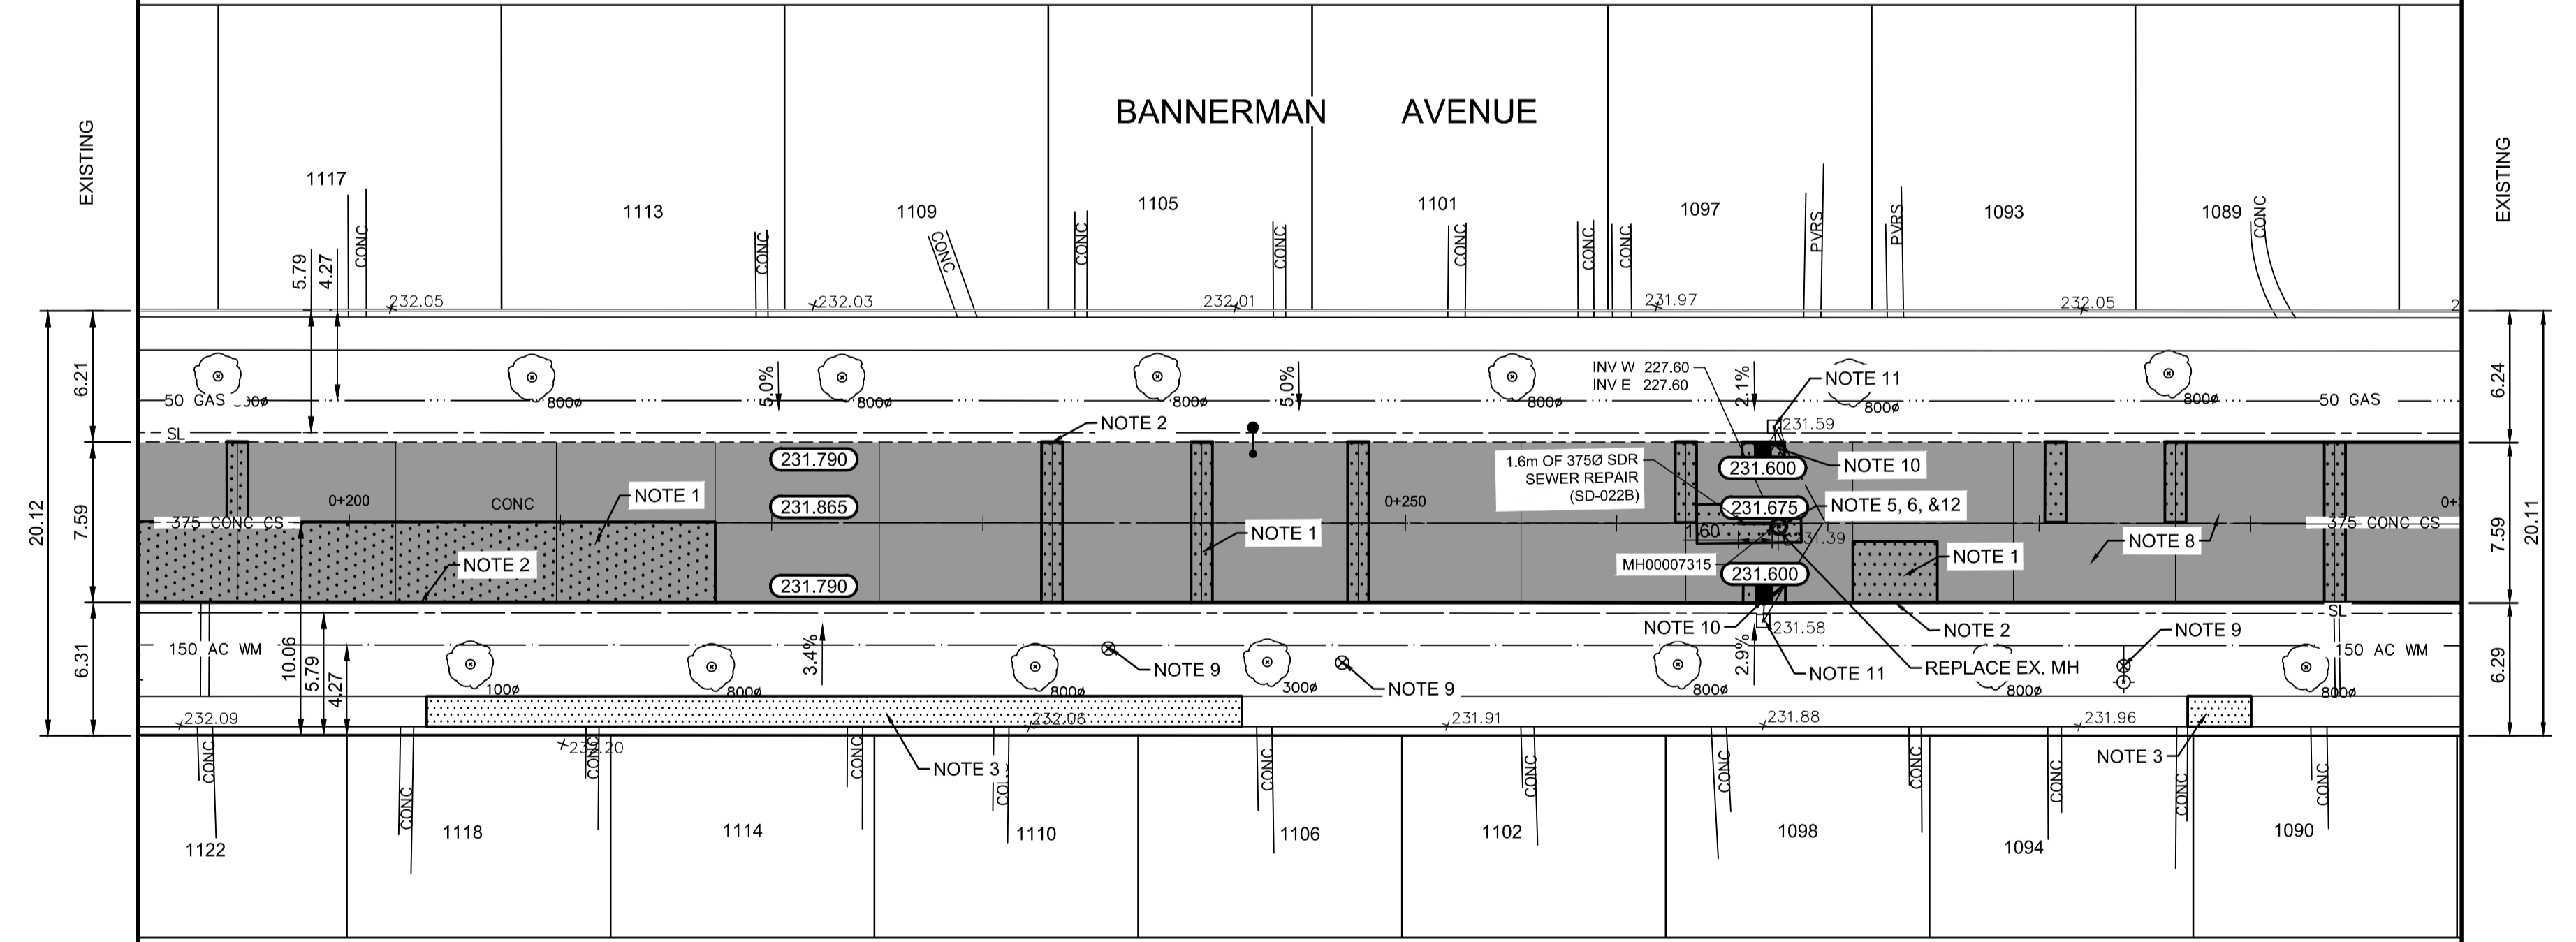 BANNERMAN AVENUE
EXISTING
EXISTING
1117
1113
1109
1105
1101
1097
1093
1089
CONC
CONC
CONC
CONC
CONC
CONC
CONC
CONC
PVRS
PVRS
CONC
5.79
4.27
232.05
232.03
232.01
231.97
232.05
2
20.12
6.21
7.59
6.31
6.24
7.59
6.29
20.11
50 GAS
800ø
800ø
800ø
800ø
800ø
800ø
50 GAS
5.0%
5.0%
2.1%
INV W 227.60
INV E 227.60
NOTE 11
231.59
SL
NOTE 2
231.790
231.865
231.790
1.6m OF 375Ø SDR
SEWER REPAIR
(SD-022B)
231.600
231.675
231.600
NOTE 10
NOTE 5, 6, &12
0+200
CONC
NOTE 1
0+250
0+
375 CONC CS
375 CONC CS
NOTE 1
1.60
31.39
NOTE 8
MH00007315
NOTE 1
NOTE 2
SL
150 AC WM
10.06
5.79
4.27
3.4%
NOTE 9
NOTE 9
NOTE 10
231.58
2.9%
NOTE 11
NOTE 2
REPLACE EX. MH
NOTE 9
150 AC WM
100ø
800ø
800ø
300ø
800ø
800ø
800ø
232.09
232.06
231.91
231.88
231.96
NOTE 3
NOTE 3
CONC
CONC
CONC
CONC
CONC
CONC
CONC
CONC
CONC
CONC
CONC
1122
1118
1114
1110
1106
1102
1098
1094
1090